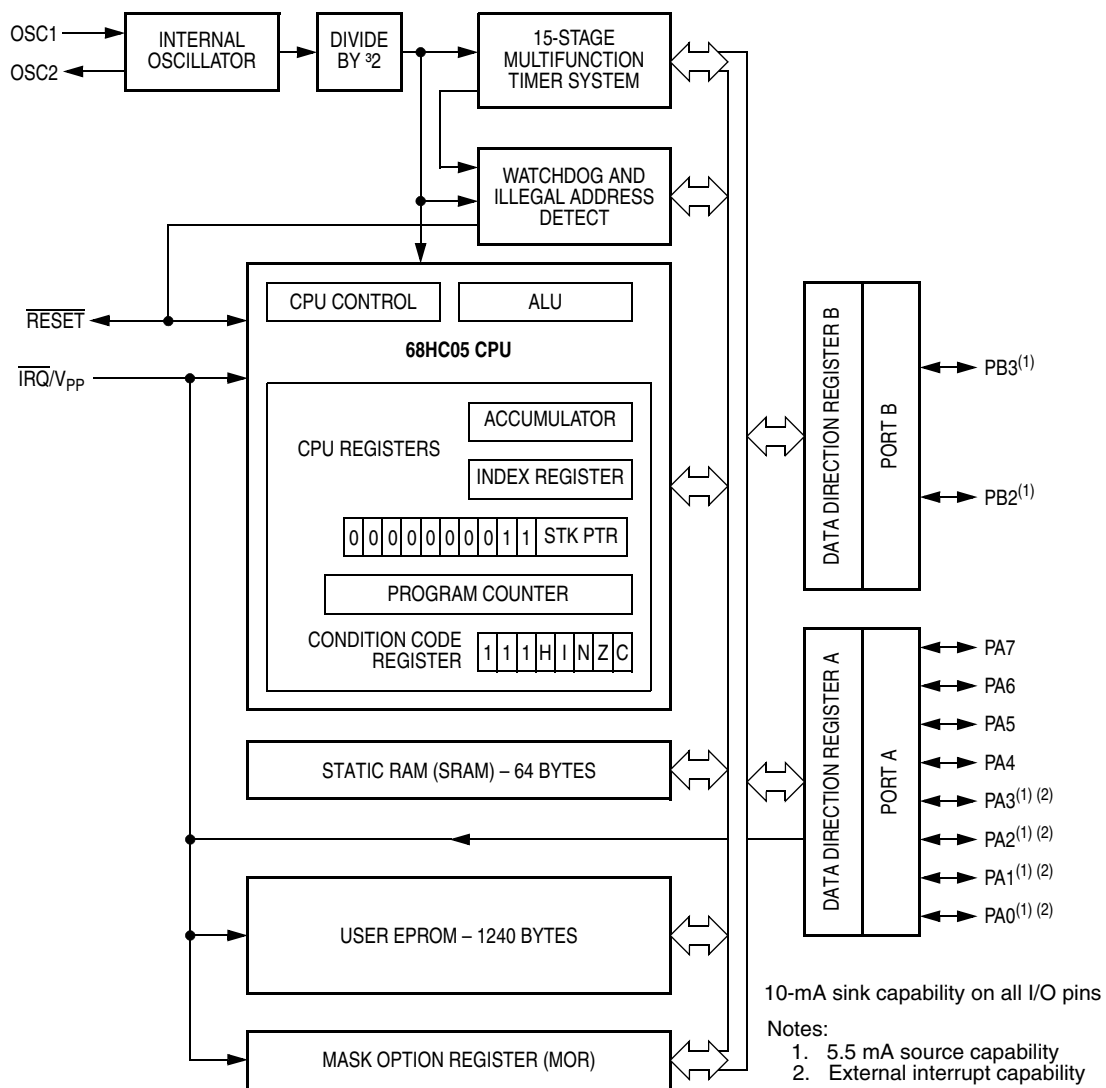 OSC1
OSC2
INTERNAL
OSCILLATOR
DIVIDE
BY ³2
15-STAGE
MULTIFUNCTION
TIMER SYSTEM
WATCHDOG AND
ILLEGAL ADDRESS
DETECT
RESET
IRQ/VPP
CPU CONTROL
ALU
68HC05 CPU
CPU REGISTERS
ACCUMULATOR
INDEX REGISTER
0 0 0 0 0 0 0 0 1 1 STK PTR
PROGRAM COUNTER
CONDITION CODE
REGISTER
1 1 1 H I N Z C
STATIC RAM (SRAM) – 64 BYTES
USER EPROM – 1240 BYTES
MASK OPTION REGISTER (MOR)
DATA DIRECTION REGISTER B
PORT B
PB3(1)
PB2(1)
DATA DIRECTION REGISTER A
PORT A
PA7
PA6
PA5
PA4
PA3(1) (2)
PA2(1) (2)
PA1(1) (2)
PA0(1) (2)
10-mA sink capability on all I/O pins
Notes:
1. 5.5 mA source capability
2. External interrupt capability